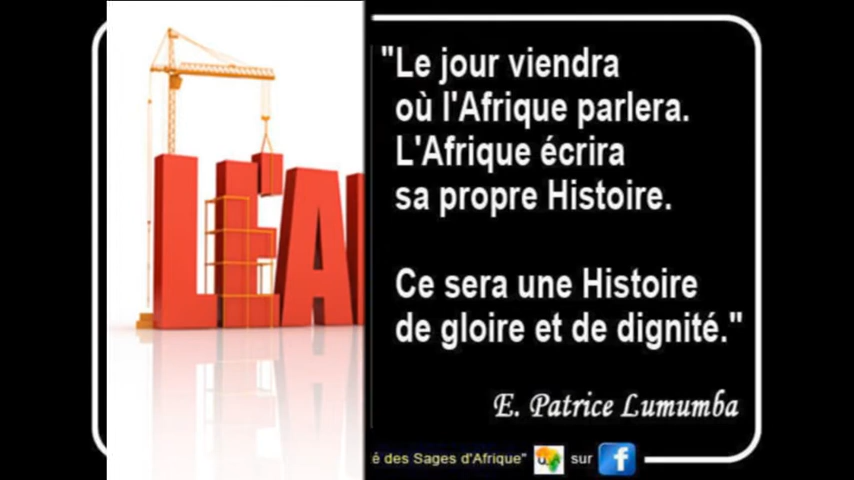 LEA
"Le jour viendra
où l'Afrique parlera.
L'Afrique écrira
sa propre Histoire.
Ce sera une Histoire
de gloire et de dignité."
E. Patrice Lumumba
é des Sages d'Afrique" sur f